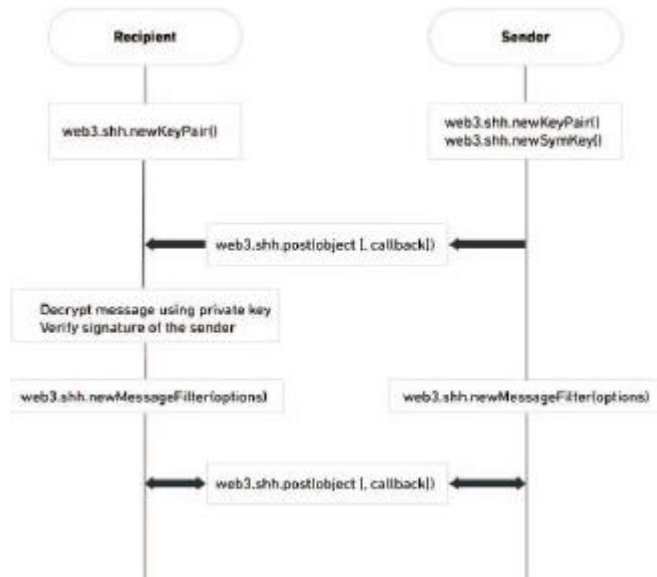 Recipient
Sender
web3.shh.newKeyPair()
web3.shh.newKeyPair()
web3.shh.newSymKey()
web3.shh.post(object [, callback])
Decrypt message using private key
Verify signature of the sender
web3.shh.newMessageFilter(options)
web3.shh.newMessageFilter(options)
web3.shh.post(object [, callback])